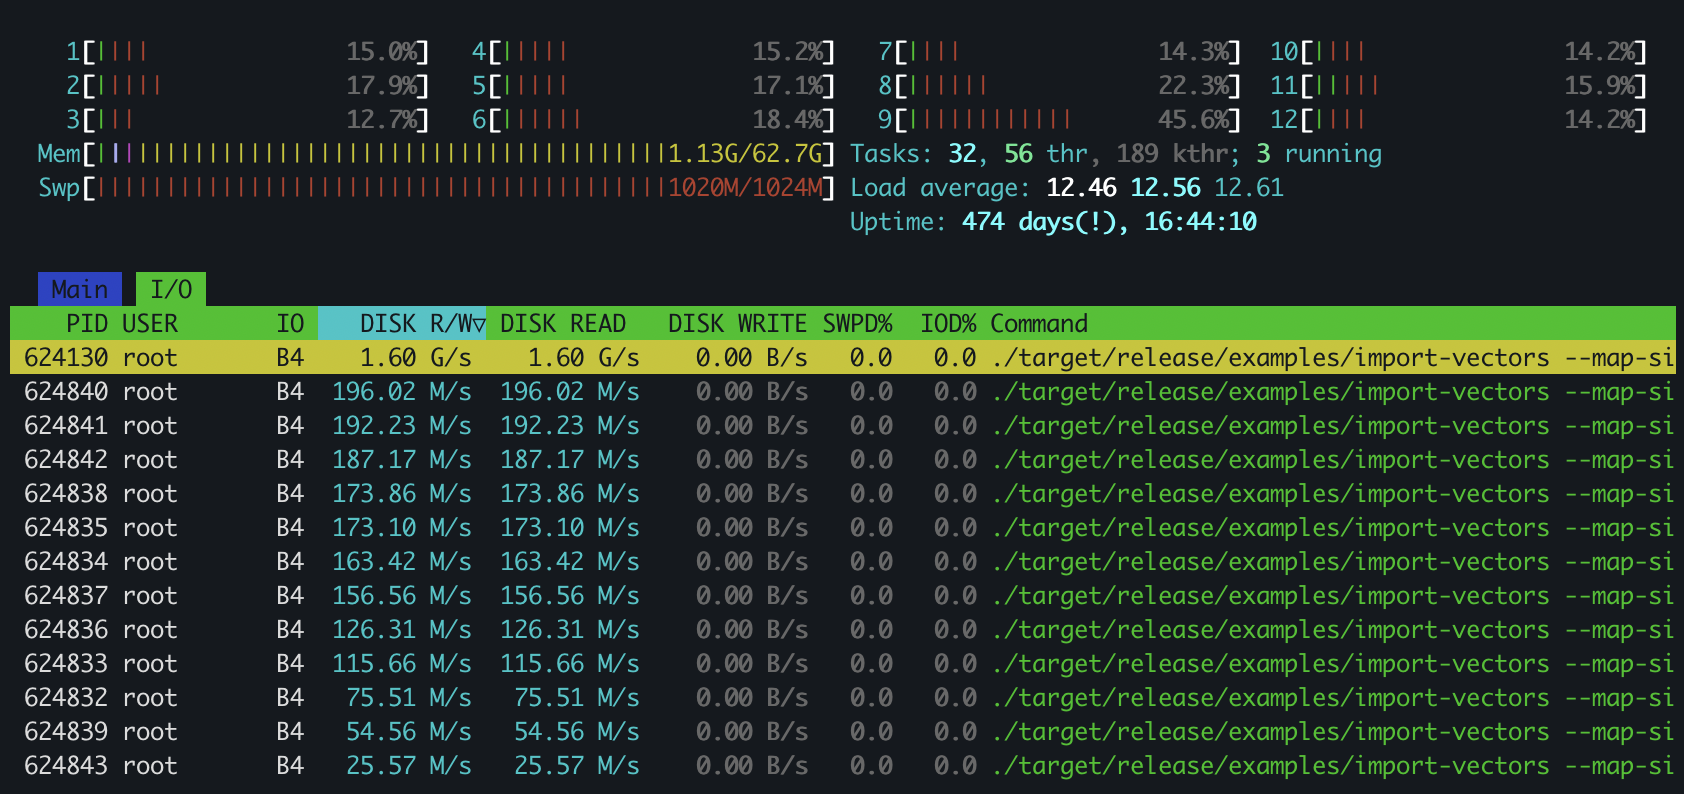 1[|||| 15.0%] 4[||||| 15.2%] 7[|||| 14.3%] 10[|||| 14.2%]
2[||||| 17.9%] 5[||||| 17.1%] 8[|||||| 22.3%] 11[||||| 15.9%]
3[||| 12.7%] 6[|||||| 18.4%] 9[|||||||||||| 45.6%] 12[|||| 14.2%]
Mem[|||||||||||||||||||||||||||||||||||||||||1.13G/62.7G] Tasks: 32, 56 thr, 189 kthr; 3 running
Swp[|||||||||||||||||||||||||||||||||||||||||1020M/1024M] Load average: 12.46 12.56 12.61
Uptime: 474 days(!), 16:44:10
Main I/O
PID USER IO DISK R/W▽ DISK READ DISK WRITE SWPD% IOD% Command
624130 root B4 1.60 G/s 1.60 G/s 0.00 B/s 0.0 0.0 ./target/release/examples/import-vectors --map-si
624840 root B4 196.02 M/s 196.02 M/s 0.00 B/s 0.0 0.0 ./target/release/examples/import-vectors --map-si
624841 root B4 192.23 M/s 192.23 M/s 0.00 B/s 0.0 0.0 ./target/release/examples/import-vectors --map-si
624842 root B4 187.17 M/s 187.17 M/s 0.00 B/s 0.0 0.0 ./target/release/examples/import-vectors --map-si
624838 root B4 173.86 M/s 173.86 M/s 0.00 B/s 0.0 0.0 ./target/release/examples/import-vectors --map-si
624835 root B4 173.10 M/s 173.10 M/s 0.00 B/s 0.0 0.0 ./target/release/examples/import-vectors --map-si
624834 root B4 163.42 M/s 163.42 M/s 0.00 B/s 0.0 0.0 ./target/release/examples/import-vectors --map-si
624837 root B4 156.56 M/s 156.56 M/s 0.00 B/s 0.0 0.0 ./target/release/examples/import-vectors --map-si
624836 root B4 126.31 M/s 126.31 M/s 0.00 B/s 0.0 0.0 ./target/release/examples/import-vectors --map-si
624833 root B4 115.66 M/s 115.66 M/s 0.00 B/s 0.0 0.0 ./target/release/examples/import-vectors --map-si
624832 root B4 75.51 M/s 75.51 M/s 0.00 B/s 0.0 0.0 ./target/release/examples/import-vectors --map-si
624839 root B4 54.56 M/s 54.56 M/s 0.00 B/s 0.0 0.0 ./target/release/examples/import-vectors --map-si
624843 root B4 25.57 M/s 25.57 M/s 0.00 B/s 0.0 0.0 ./target/release/examples/import-vectors --map-si